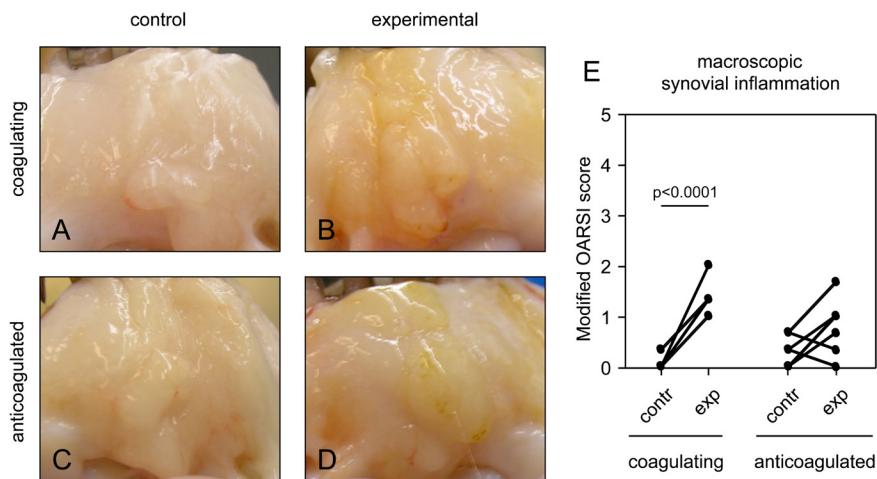 control
experimental
coagulating
anticoagulated
A
B
C
D
E
macroscopic
synovial inflammation
Modified OARSI score
5
4
3
2
1
0
p<0.0001
contr
exp
contr
exp
coagulating
anticoagulated